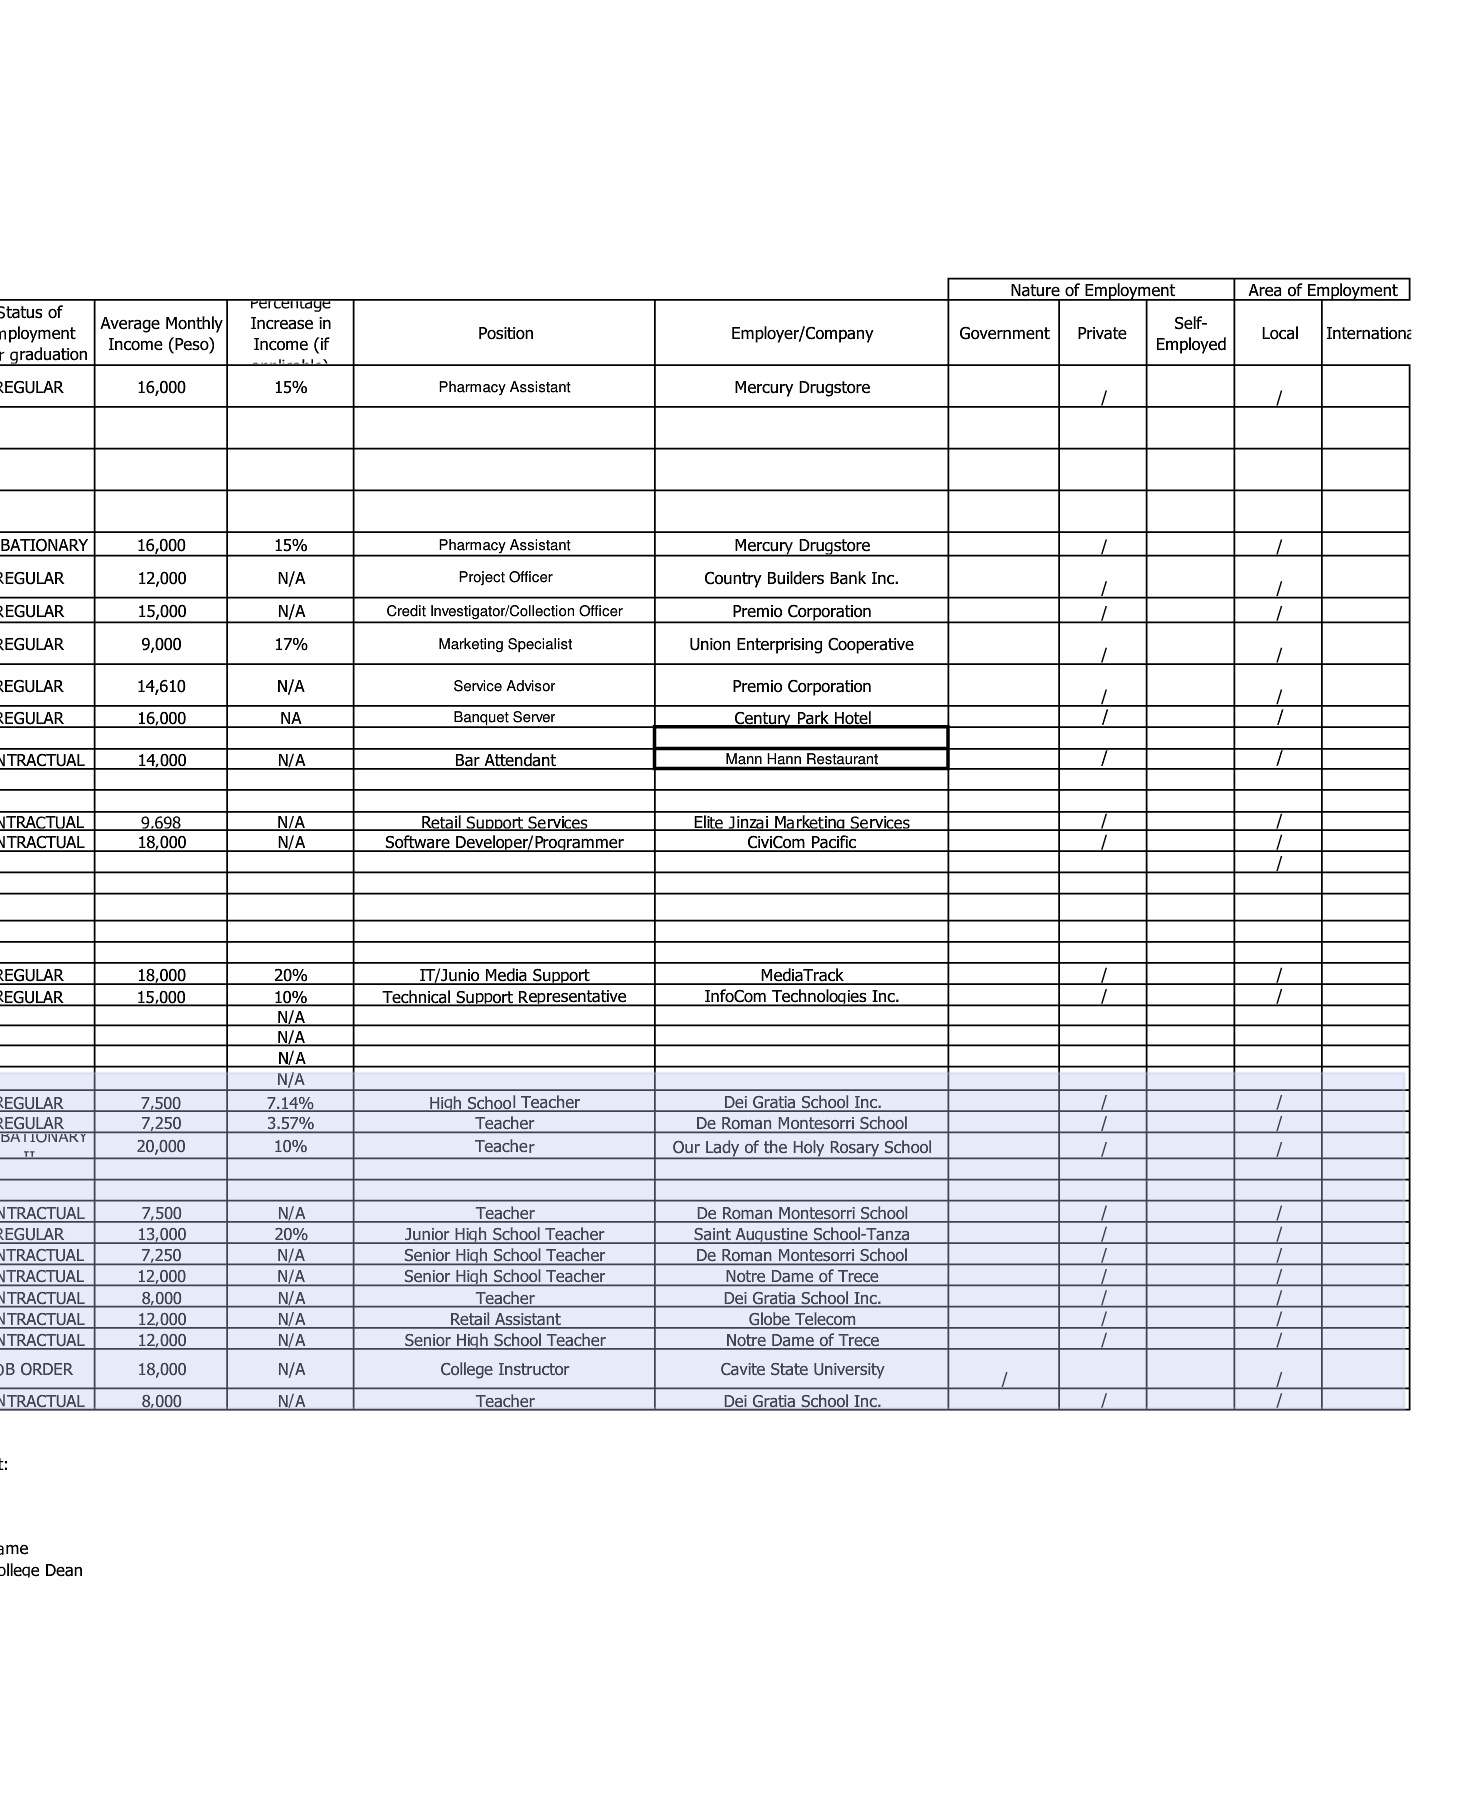 Nature of Employment Area of Employment
Status of
mployment
r graduation
Average Monthly
Income (Peso)
Percentage
Increase in
Income (if
applicable)
Position
Employer/Company
Government
Private
Self-
Employed
Local
Internationa
REGULAR 16,000 15% Pharmacy Assistant Mercury Drugstore / /
BATIONARY 16,000 15% Pharmacy Assistant Mercury Drugstore / /
REGULAR 12,000 N/A Project Officer Country Builders Bank Inc. / /
REGULAR 15,000 N/A Credit Investigator/Collection Officer Premio Corporation / /
REGULAR 9,000 17% Marketing Specialist Union Enterprising Cooperative / /
REGULAR 14,610 N/A Service Advisor Premio Corporation / /
REGULAR 16,000 NA Banquet Server Century Park Hotel / /
NTRACTUAL 14,000 N/A Bar Attendant Mann Hann Restaurant / /
NTRACTUAL 9,698 N/A Retail Support Services Elite Jinzai Marketing Services / /
NTRACTUAL 18,000 N/A Software Developer/Programmer CiviCom Pacific / /
/
REGULAR 18,000 20% IT/Junio Media Support MediaTrack / /
REGULAR 15,000 10% Technical Support Representative InfoCom Technologies Inc. / /
N/A
N/A
N/A
N/A
REGULAR 7,500 7.14% High School Teacher Dei Gratia School Inc. / /
REGULAR 7,250 3.57% Teacher De Roman Montesorri School / /
BATIONARY
II 20,000 10% Teacher Our Lady of the Holy Rosary School / /
NTRACTUAL 7,500 N/A Teacher De Roman Montesorri School / /
REGULAR 13,000 20% Junior High School Teacher Saint Augustine School-Tanza / /
NTRACTUAL 7,250 N/A Senior High School Teacher De Roman Montesorri School / /
NTRACTUAL 12,000 N/A Senior High School Teacher Notre Dame of Trece / /
NTRACTUAL 8,000 N/A Teacher Dei Gratia School Inc. / /
NTRACTUAL 12,000 N/A Retail Assistant Globe Telecom / /
NTRACTUAL 12,000 N/A Senior High School Teacher Notre Dame of Trece / /
OB ORDER 18,000 N/A College Instructor Cavite State University / /
NTRACTUAL 8,000 N/A Teacher Dei Gratia School Inc. / /
t:
ame
ollege Dean